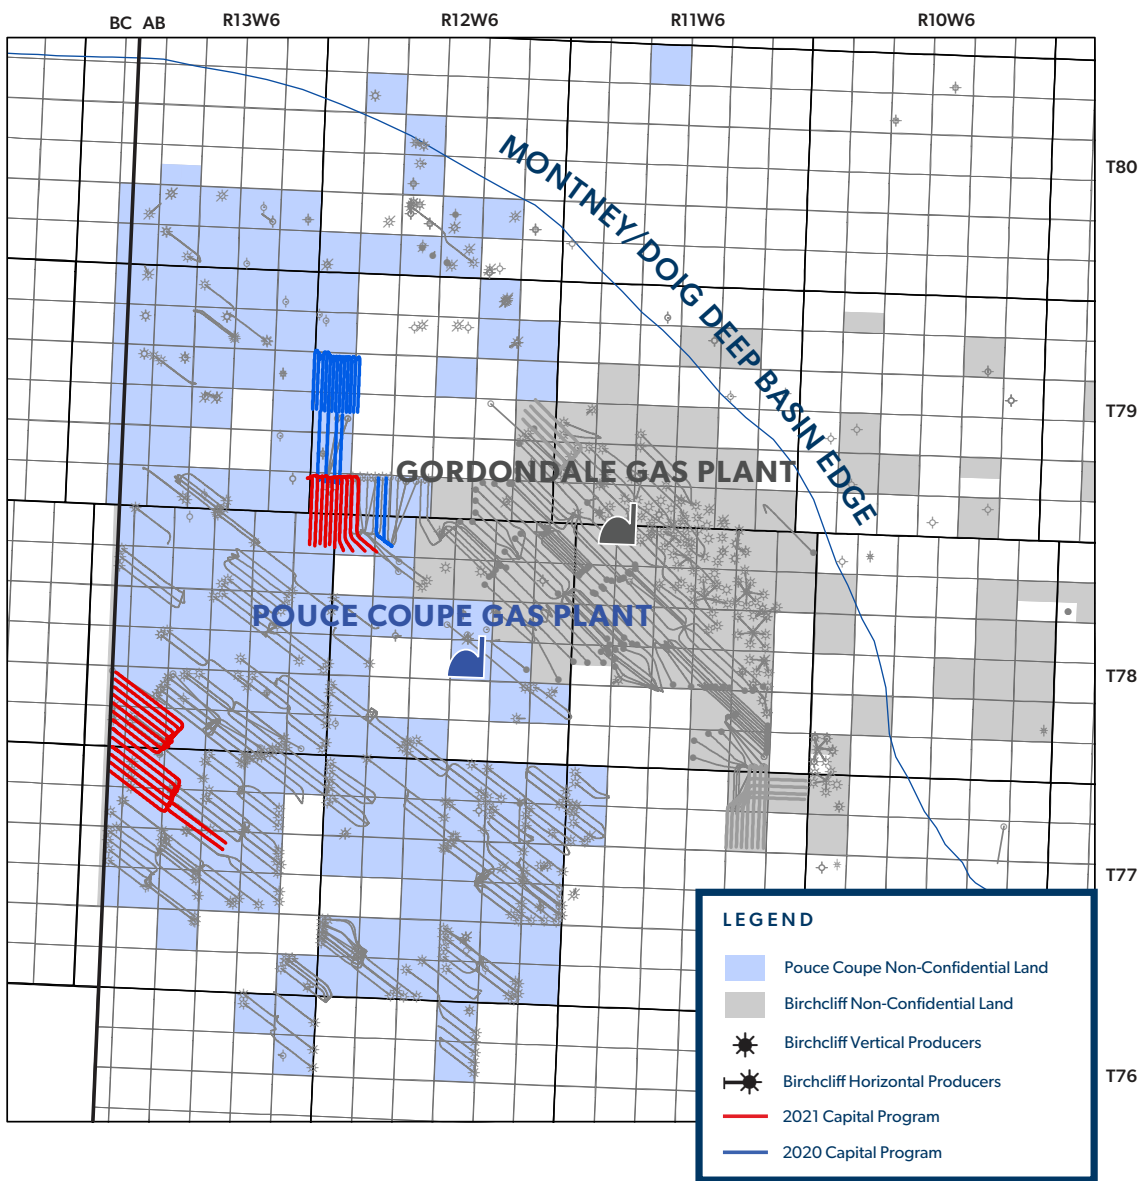 BC AB R13W6 R12W6 R11W6 R10W6
T80
MONTNEY/DOIG DEEP BASIN EDGE
T79
GORDONDALE GAS PLANT
POUCE COUPE GAS PLANT
T78
T77
LEGEND
Pouce Coupe Non-Confidential Land
Birchcliff Non-Confidential Land
Birchcliff Vertical Producers
Birchcliff Horizontal Producers
T76
2021 Capital Program
2020 Capital Program